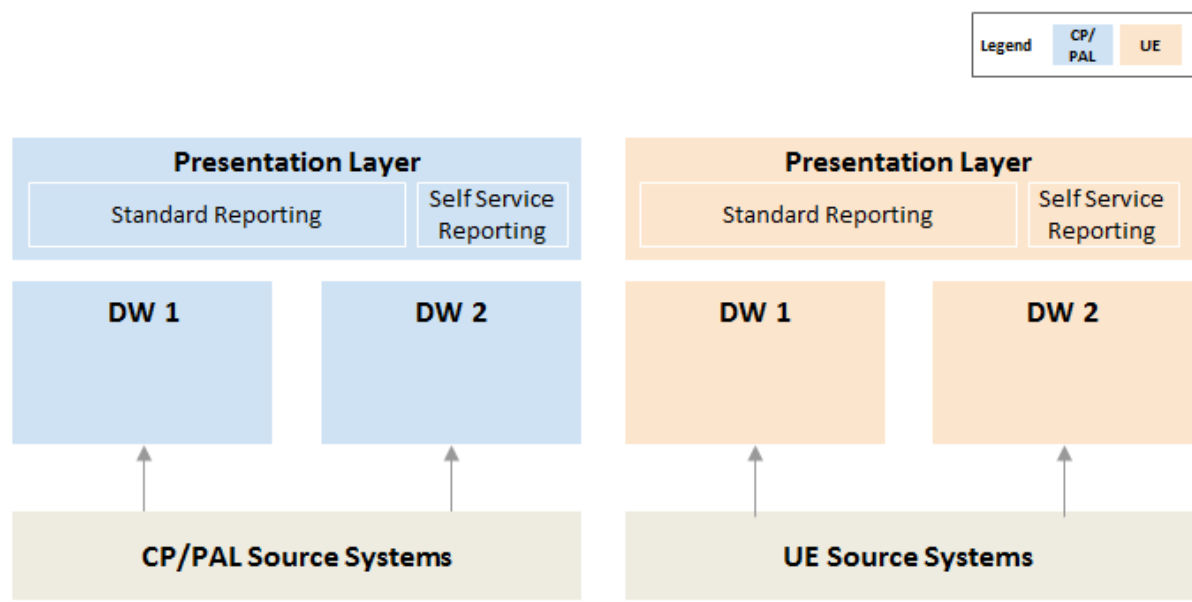 Legend
CP/
PAL
UE
Presentation Layer
Standard Reporting
Self Service
Reporting
Presentation Layer
Standard Reporting
Self Service
Reporting
DW 1
DW 2
DW 1
DW 2
CP/PAL Source Systems
UE Source Systems